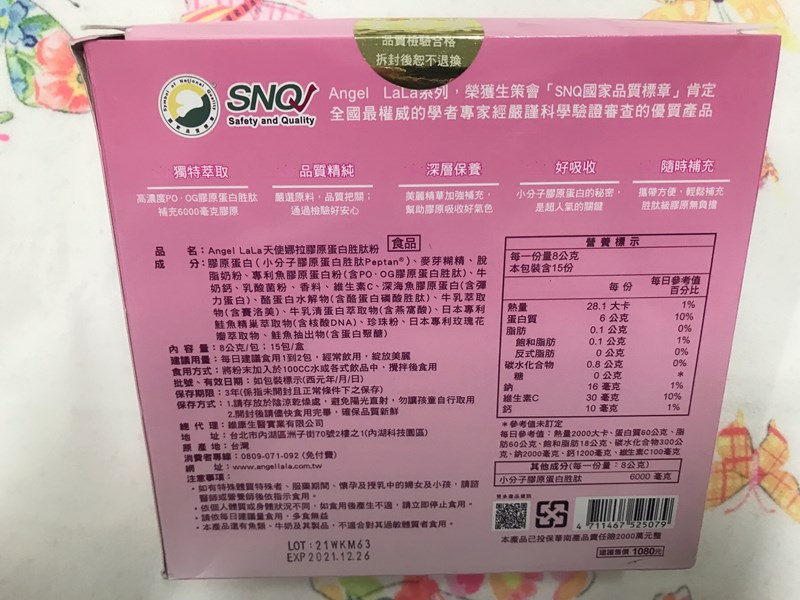 品質檢驗合格
拆封後恕不退換
Symbol of National Quality
SNQ
Safety and Quality
Angel LaLa系列,榮獲生策會「SNQ國家品質標章」肯定
全國最權威的學者專家經嚴謹科學驗證審查的優質產品
獨特萃取
高濃度PO·OG膠原蛋白胜肽
補充6000毫克膠原
品質精純
嚴選原料,品質把關;
通過檢驗好安心
深層保養
美麗精華加強補充,
幫助膠原吸收好氣色
好吸收
小分子膠原蛋白的秘密,
是超人氣的關鍵
隨時補充
攜帶方便,輕鬆補充
胜肽級膠原無負擔
品 名:Angel LaLa天使娜拉膠原蛋白胜肽粉 食品
成 分:膠原蛋白(小分子膠原蛋白胜肽Peptan®)、麥芽糊精、脫
脂奶粉、專利魚膠原蛋白粉(含PO·OG膠原蛋白胜肽)、牛
奶鈣、乳酸菌粉、香料、維生素C、深海魚膠原蛋白(含彈
力蛋白)、酪蛋白水解物(含酪蛋白磷酸胜肽)、牛乳萃取
物(含賽洛美)、牛乳清蛋白萃取物(含燕窩酸)、日本專利
鮭魚精巢萃取物(含核酸DNA)、珍珠粉、日本專利玫瑰花
瓣萃取物、鮭魚抽出物(含蛋白聚醣)
內 容 量:8公克/包;15包/盒
建議用量:每日建議食用1到2包,經常飲用,綻放美麗
食用方式:將粉末加入於100CC水或各式飲品中,攪拌後食用
批號、有效日期:如包裝標示(西元年/月/日)
保存期限:3年(係指未開封且正常條件下之保存)
保存方式:1.請存放於陰涼乾燥處,避免陽光直射,勿讓孩童自行取用
2.開封後請儘快食用完畢,確保品質新鮮
總 代 理:維康生醫實業有限公司
地 址:台北市內湖區洲子街70號2樓之1(內湖科技園區)
原 產 地:台灣
消費者專線:0809-071-092 (免付費)
網 址:www.angellala.com.tw
注意事項:
·如有特殊體質特殊者、服藥期間、懷孕及授乳中的婦女及小孩,請諮
醫師或營養師後依指示食用。
·依個人體質或身體狀況不同,如食用後產生不適,請立即停止食用。
·請依每日建議量食用,多食無益
·本產品還有魚類、牛奶及其製品,不適合對其過敏體質者食用。
LOT:21WKM63
EXP2021.12.26
營養標示
每一份量8公克
本包裝含15份
每份 每日參考值
百分比
熱量 28.1 大卡 1%
蛋白質 6 公克 10%
脂肪 0.1 公克 0%
飽和脂肪 0.1 公克 1%
反式脂肪 0 公克 *
碳水化合物 0.8 公克 0%
糖 0 公克 *
鈉 16 毫克 1%
維生素C 30 毫克 10%
鈣 10 毫克 1%
*參考值未訂定
每日參考值:熱量2000大卡、蛋白質60公克、脂
肪60公克、飽和脂肪18公克、碳水化合物300公
克、鈉2000毫克、鈣1200毫克、維生素C100毫克
其他成分(每一份量:8公克)
小分子膠原蛋白胜肽 6000 毫克
更多產品資訊
4 711467 525079
本產品已投保華南產品責任險2000萬元整
建議售價 1080元